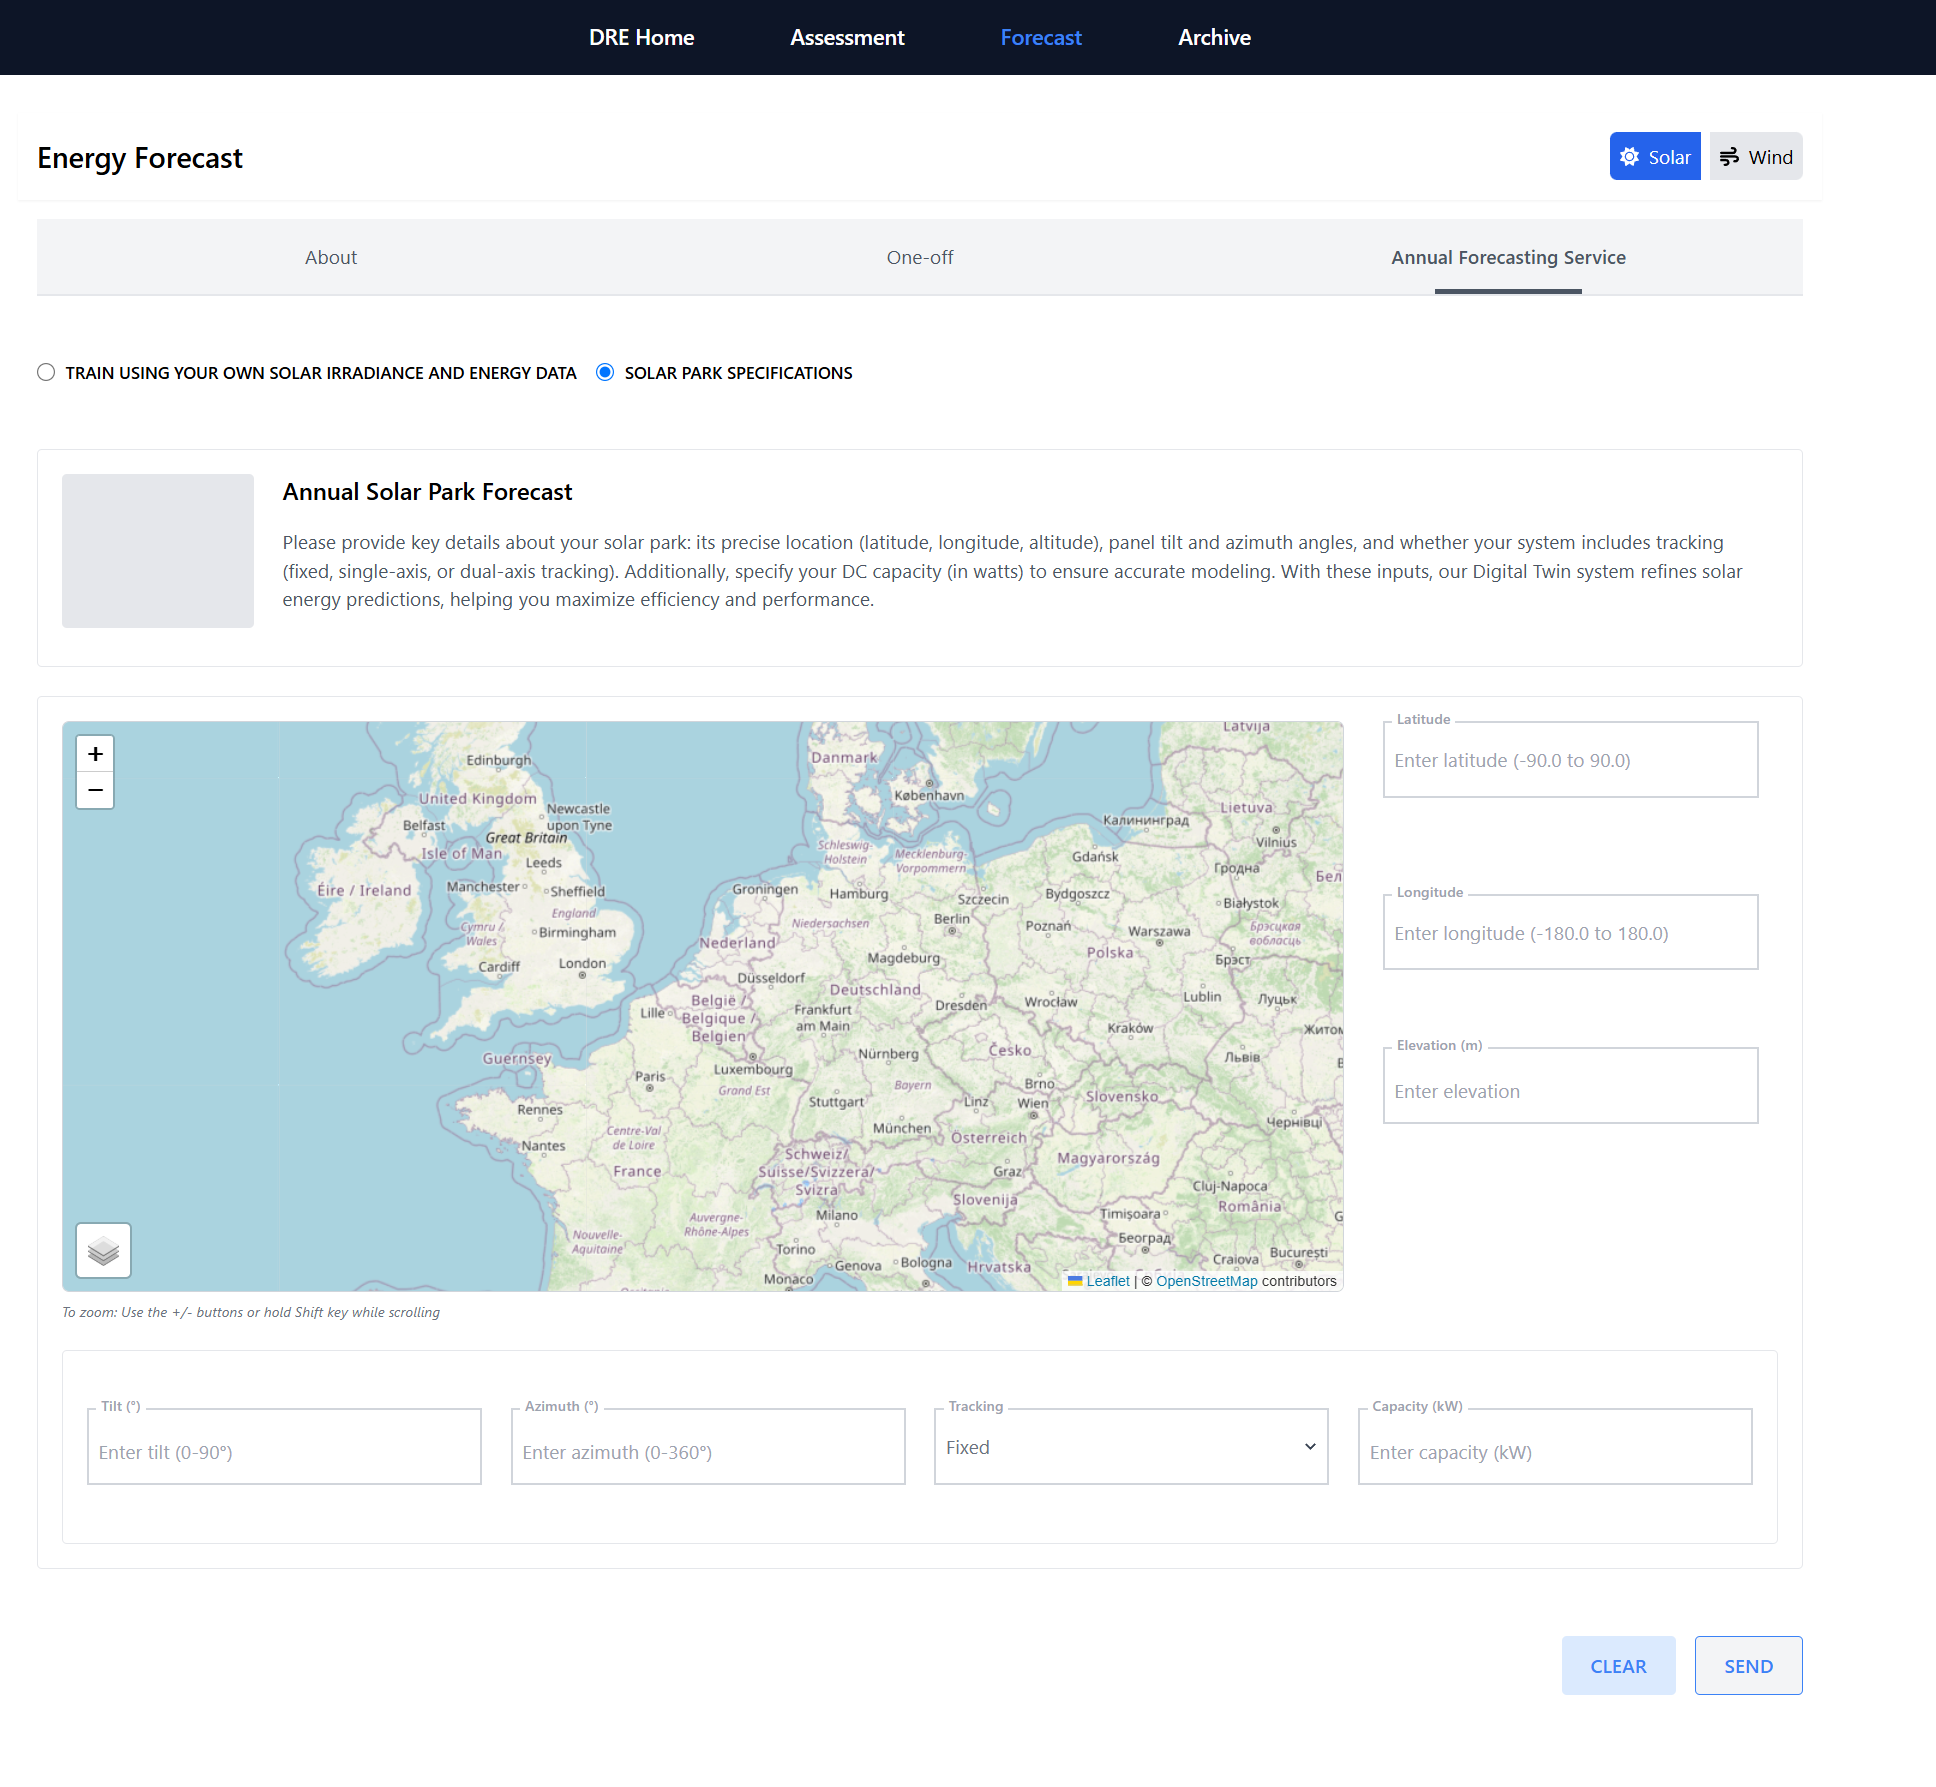 DRE Home
Assessment
Forecast
Archive
Energy Forecast
Solar
Wind
About
One-off
Annual Forecasting Service
TRAIN USING YOUR OWN SOLAR IRRADIANCE AND ENERGY DATA
SOLAR PARK SPECIFICATIONS
Annual Solar Park Forecast
Please provide key details about your solar park: its precise location (latitude, longitude, altitude), panel tilt and azimuth angles, and whether your system includes tracking
(fixed, single-axis, or dual-axis tracking). Additionally, specify your DC capacity (in watts) to ensure accurate modeling. With these inputs, our Digital Twin system refines solar
energy predictions, helping you maximize efficiency and performance.
+
−
Edinburgh
United Kingdom
Newcastle
upon Tyne
Belfast
Great Britain
Isle of Man
Leeds
Éire / Ireland
Manchester
Sheffield
England
Cymru /
Wales
Birmingham
Cardiff
London
Guernsey
Danmark
København
Latvija
Lietuva
Vilnius
Калининград
Gdańsk
Гродна
Бел
Schleswig-
Holstein
Mecklenburg-
Vorpommern
Groningen
Hamburg
Szczecin
Bydgoszcz
Białystok
Niedersachsen
Berlin
Poznań
Warszawa
Брэсцкая
вобласць
Nederland
Magdeburg
Polska
Брэст
Düsseldorf
Deutschland
België /
Belgique /
Belgien
Lille
Frankfurt
am Main
Dresden
Wrocław
Lublin
Луцьк
Kraków
Житом
Nürnberg
Česko
Львів
Luxembourg
Paris
Grand Est
Bayern
Brno
Stuttgart
Linz
Wien
Slovensko
Rennes
München
Österreich
Чернівці
Nantes
Centre-Val
de Loire
France
Schweiz/
Suisse/Svizzera/
Svizra
Graz
Magyarország
Cluj-Napoca
Slovenija
România
Milano
Timișoara
Auvergne-
Rhône-Alpes
Nouvelle-
Aquitaine
Torino
Genova
Bologna
Hrvatska
Београд
Craiova
București
Monaco
Leaflet | © OpenStreetMap contributors
To zoom: Use the +/- buttons or hold Shift key while scrolling
Latitude
Enter latitude (-90.0 to 90.0)
Longitude
Enter longitude (-180.0 to 180.0)
Elevation (m)
Enter elevation
Tilt (°)
Enter tilt (0-90°)
Azimuth (°)
Enter azimuth (0-360°)
Tracking
Fixed
Capacity (kW)
Enter capacity (kW)
CLEAR
SEND